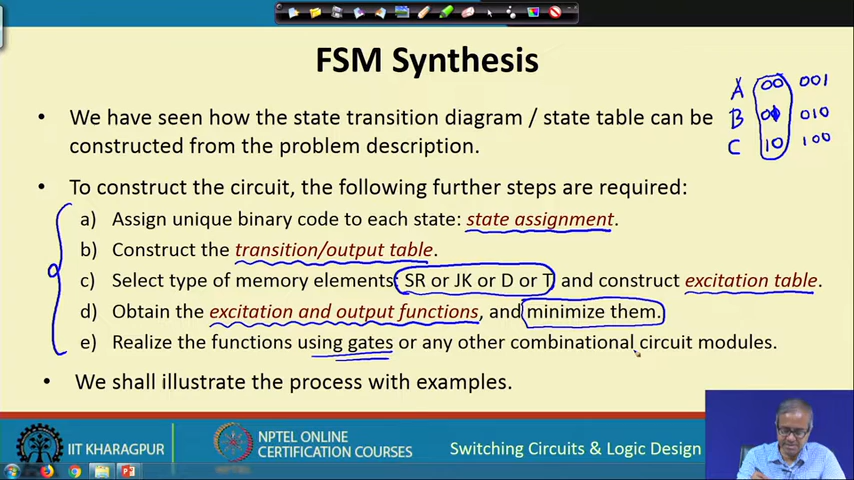 FSM Synthesis
A 00 001
B 01 010
C 10 100
• We have seen how the state transition diagram / state table can be
constructed from the problem description.
• To construct the circuit, the following further steps are required:
a) Assign unique binary code to each state: state assignment.
b) Construct the transition/output table.
c) Select type of memory elements: SR or JK or D or T, and construct excitation table.
d) Obtain the excitation and output functions, and minimize them.
e) Realize the functions using gates or any other combinational circuit modules.
• We shall illustrate the process with examples.
IIT KHARAGPUR
NPTEL ONLINE
CERTIFICATION COURSES
Switching Circuits & Logic Design